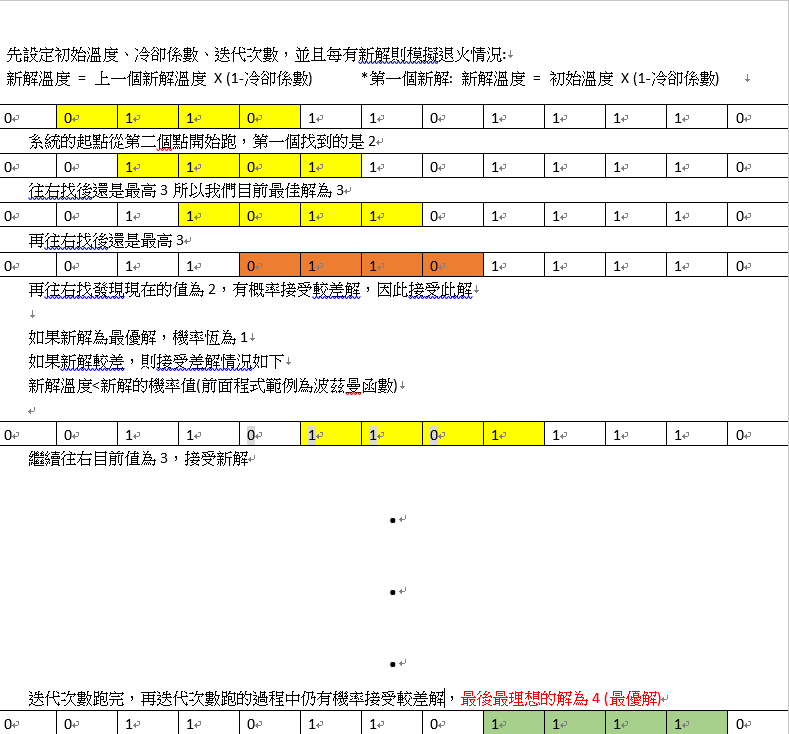 先設定初始溫度、冷卻係數、迭代次數，並且每有新解則模擬退火情況:
新解溫度 = 上一個新解溫度 X (1-冷卻係數) *第一個新解: 新解溫度 = 初始溫度 X (1-冷卻係數)
0 0 1 1 0 1 1 0 1 1 1 1 0
系統的起點從第二個點開始跑，第一個找到的是 2
0 0 1 1 0 1 1 0 1 1 1 1 0
往右找後還是最高 3 所以我們目前最佳解為 3
0 0 1 1 0 1 1 0 1 1 1 1 0
再往右找後還是最高 3
0 0 1 1 0 1 1 0 1 1 1 1 0
再往右找發現現在的值為 2，有概率接受較差解，因此接受此解
如果新解為最優解，機率恆為 1
如果新解較差，則接受差解情況如下
新解溫度<新解的機率值(前面程式範例為波茲曼函數)
0 0 1 1 0 1 1 0 1 1 1 1 0
繼續往右目前值為 3，接受新解
•
•
•
迭代次數跑完，再迭代次數跑的過程中仍有機率接受較差解，最後最理想的解為 4 (最優解)
0 0 1 1 0 1 1 0 1 1 1 1 0